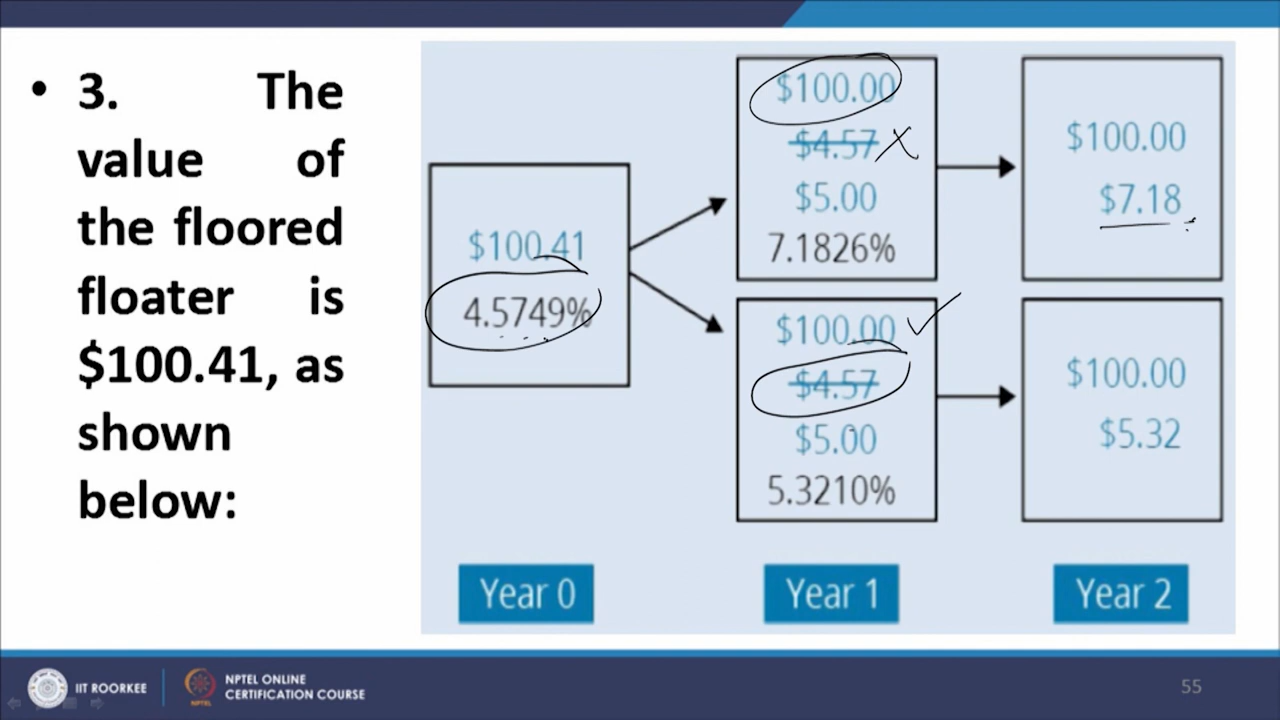 • 3. The
value of
the floored
floater is
$100.41, as
shown
below:
$100.41
4.5749%
$100.00
$4.57
$5.00
7.1826%
$100.00
$7.18
$100.00
$4.57
$5.00
5.3210%
$100.00
$5.32
Year 0
Year 1
Year 2
IIT ROORKEE
NPTEL
NPTEL ONLINE
CERTIFICATION COURSE
55